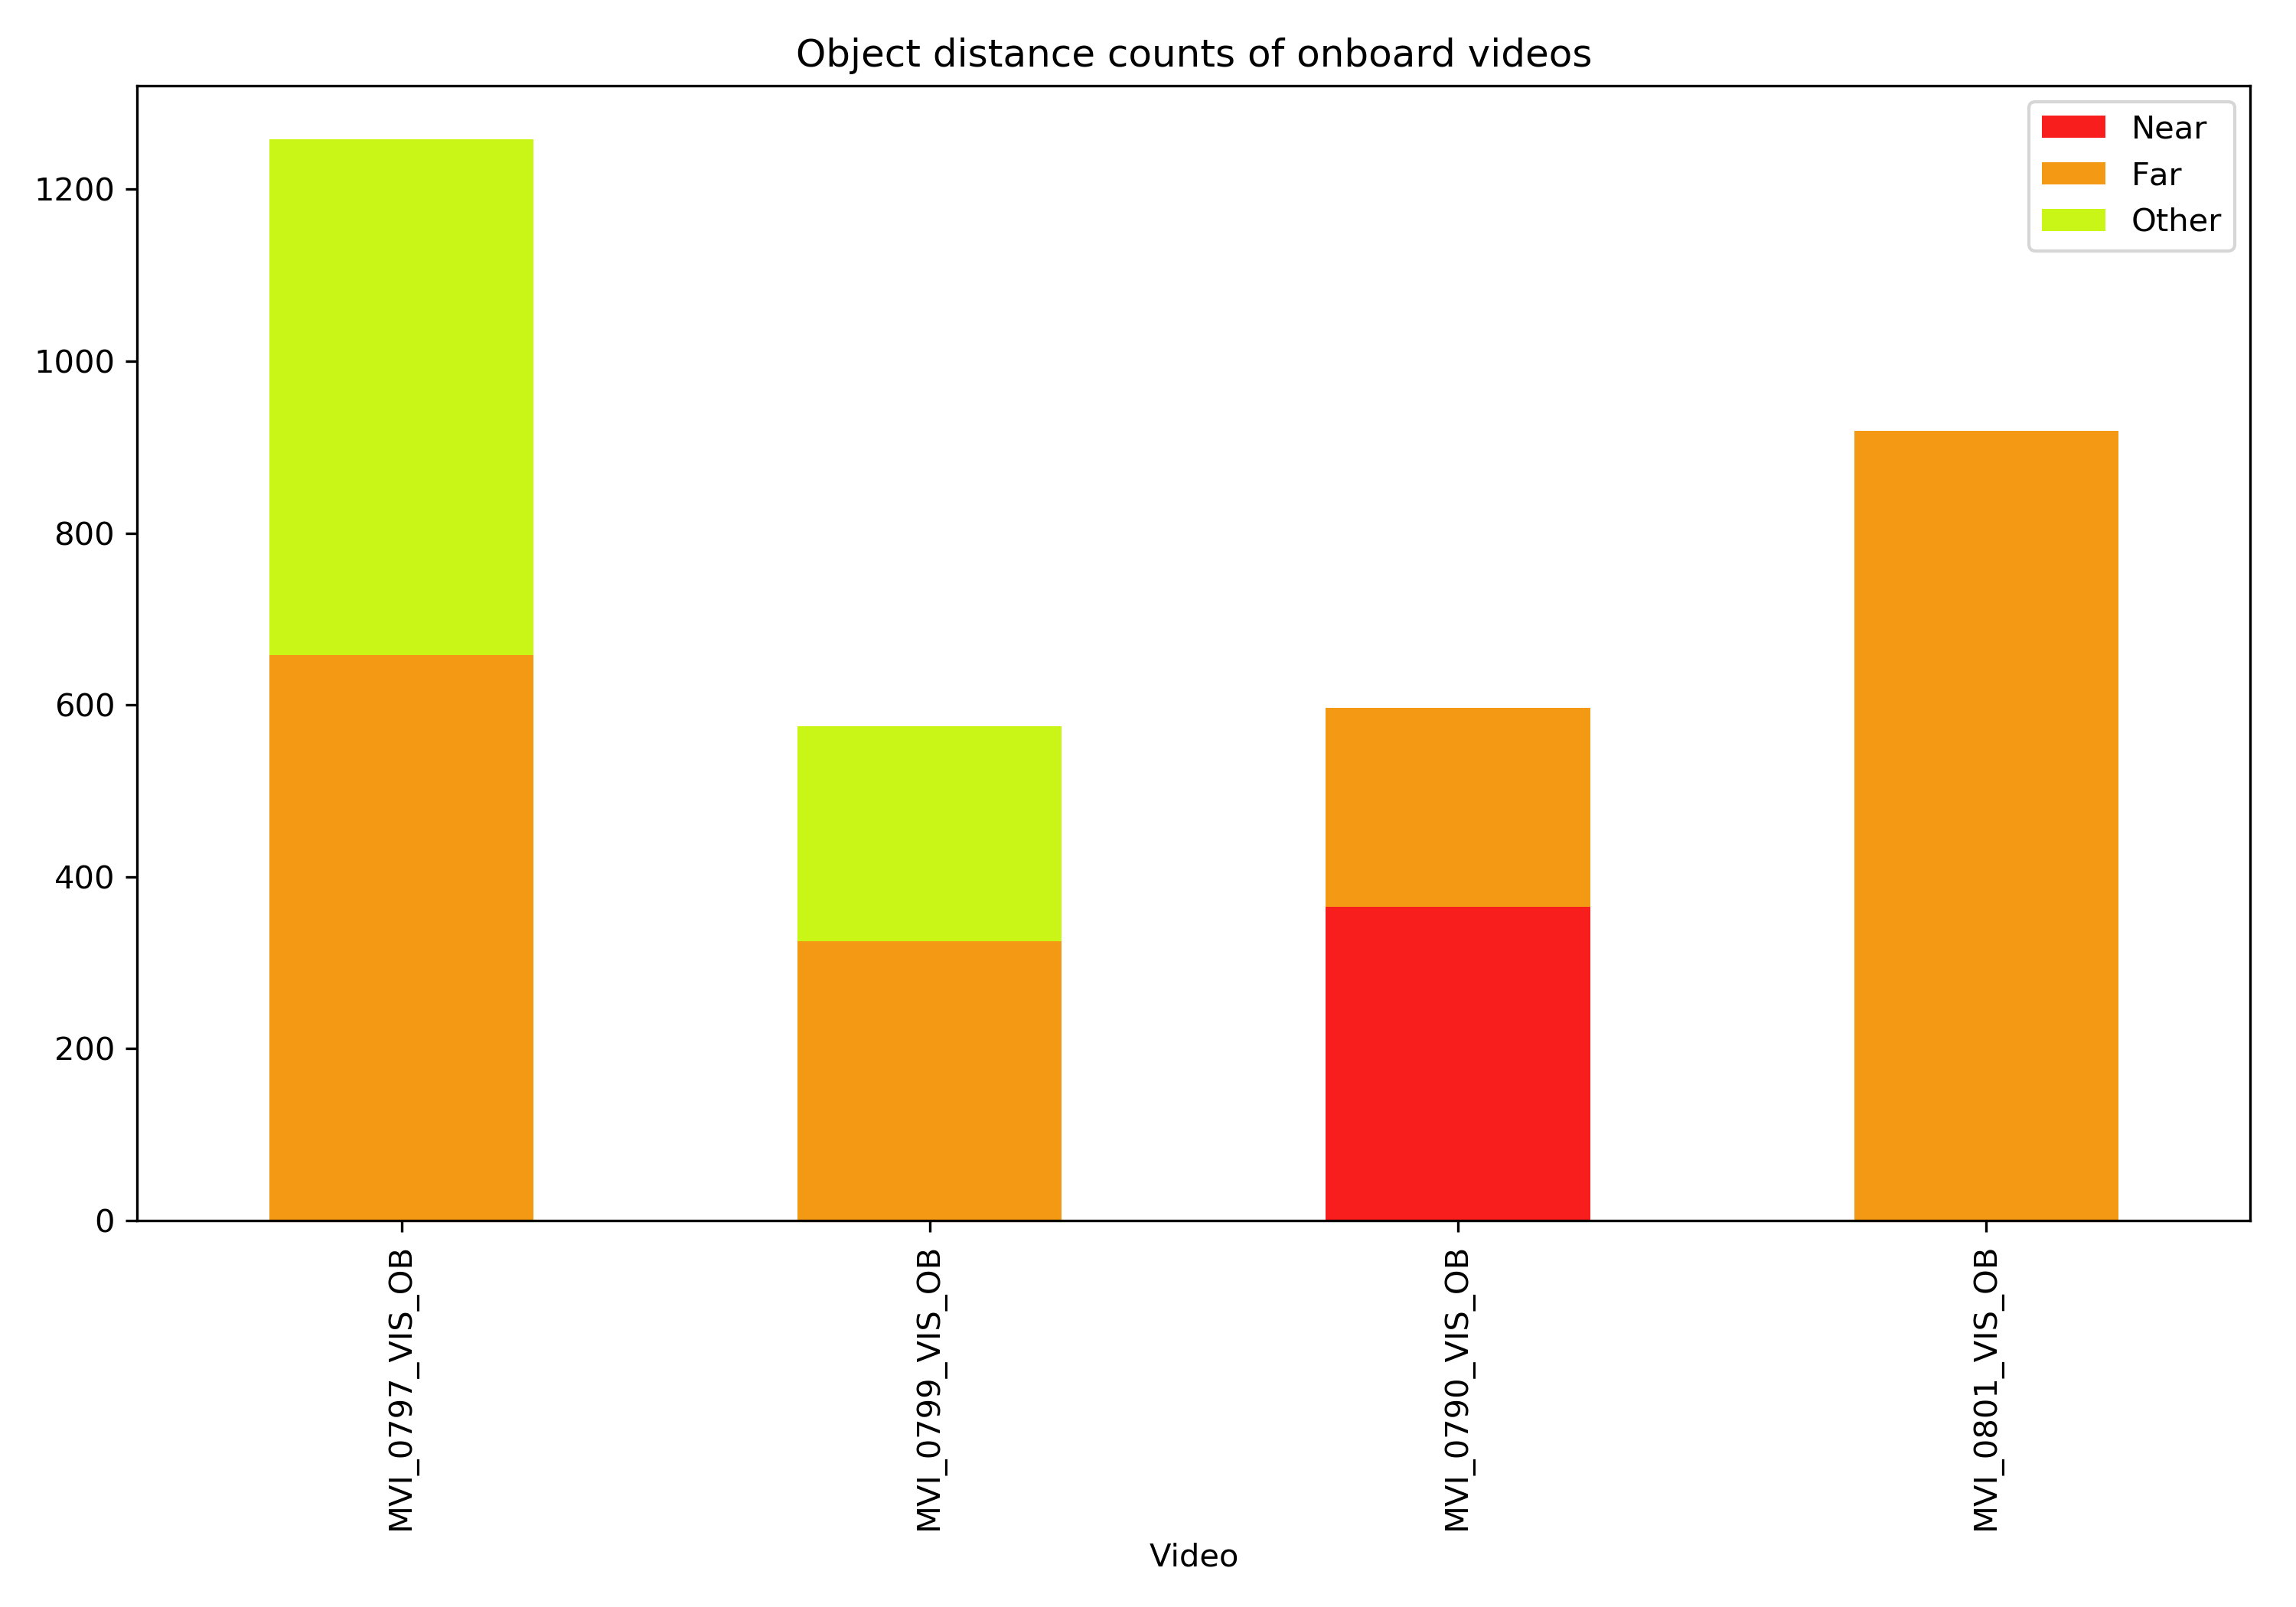 Object distance counts of onboard videos
Near
Far
Other
1200
1000
800
600
400
200
0
MVI_0797_VIS_OB
MVI_0799_VIS_OB
MVI_0790_VIS_OB
MVI_0801_VIS_OB
Video